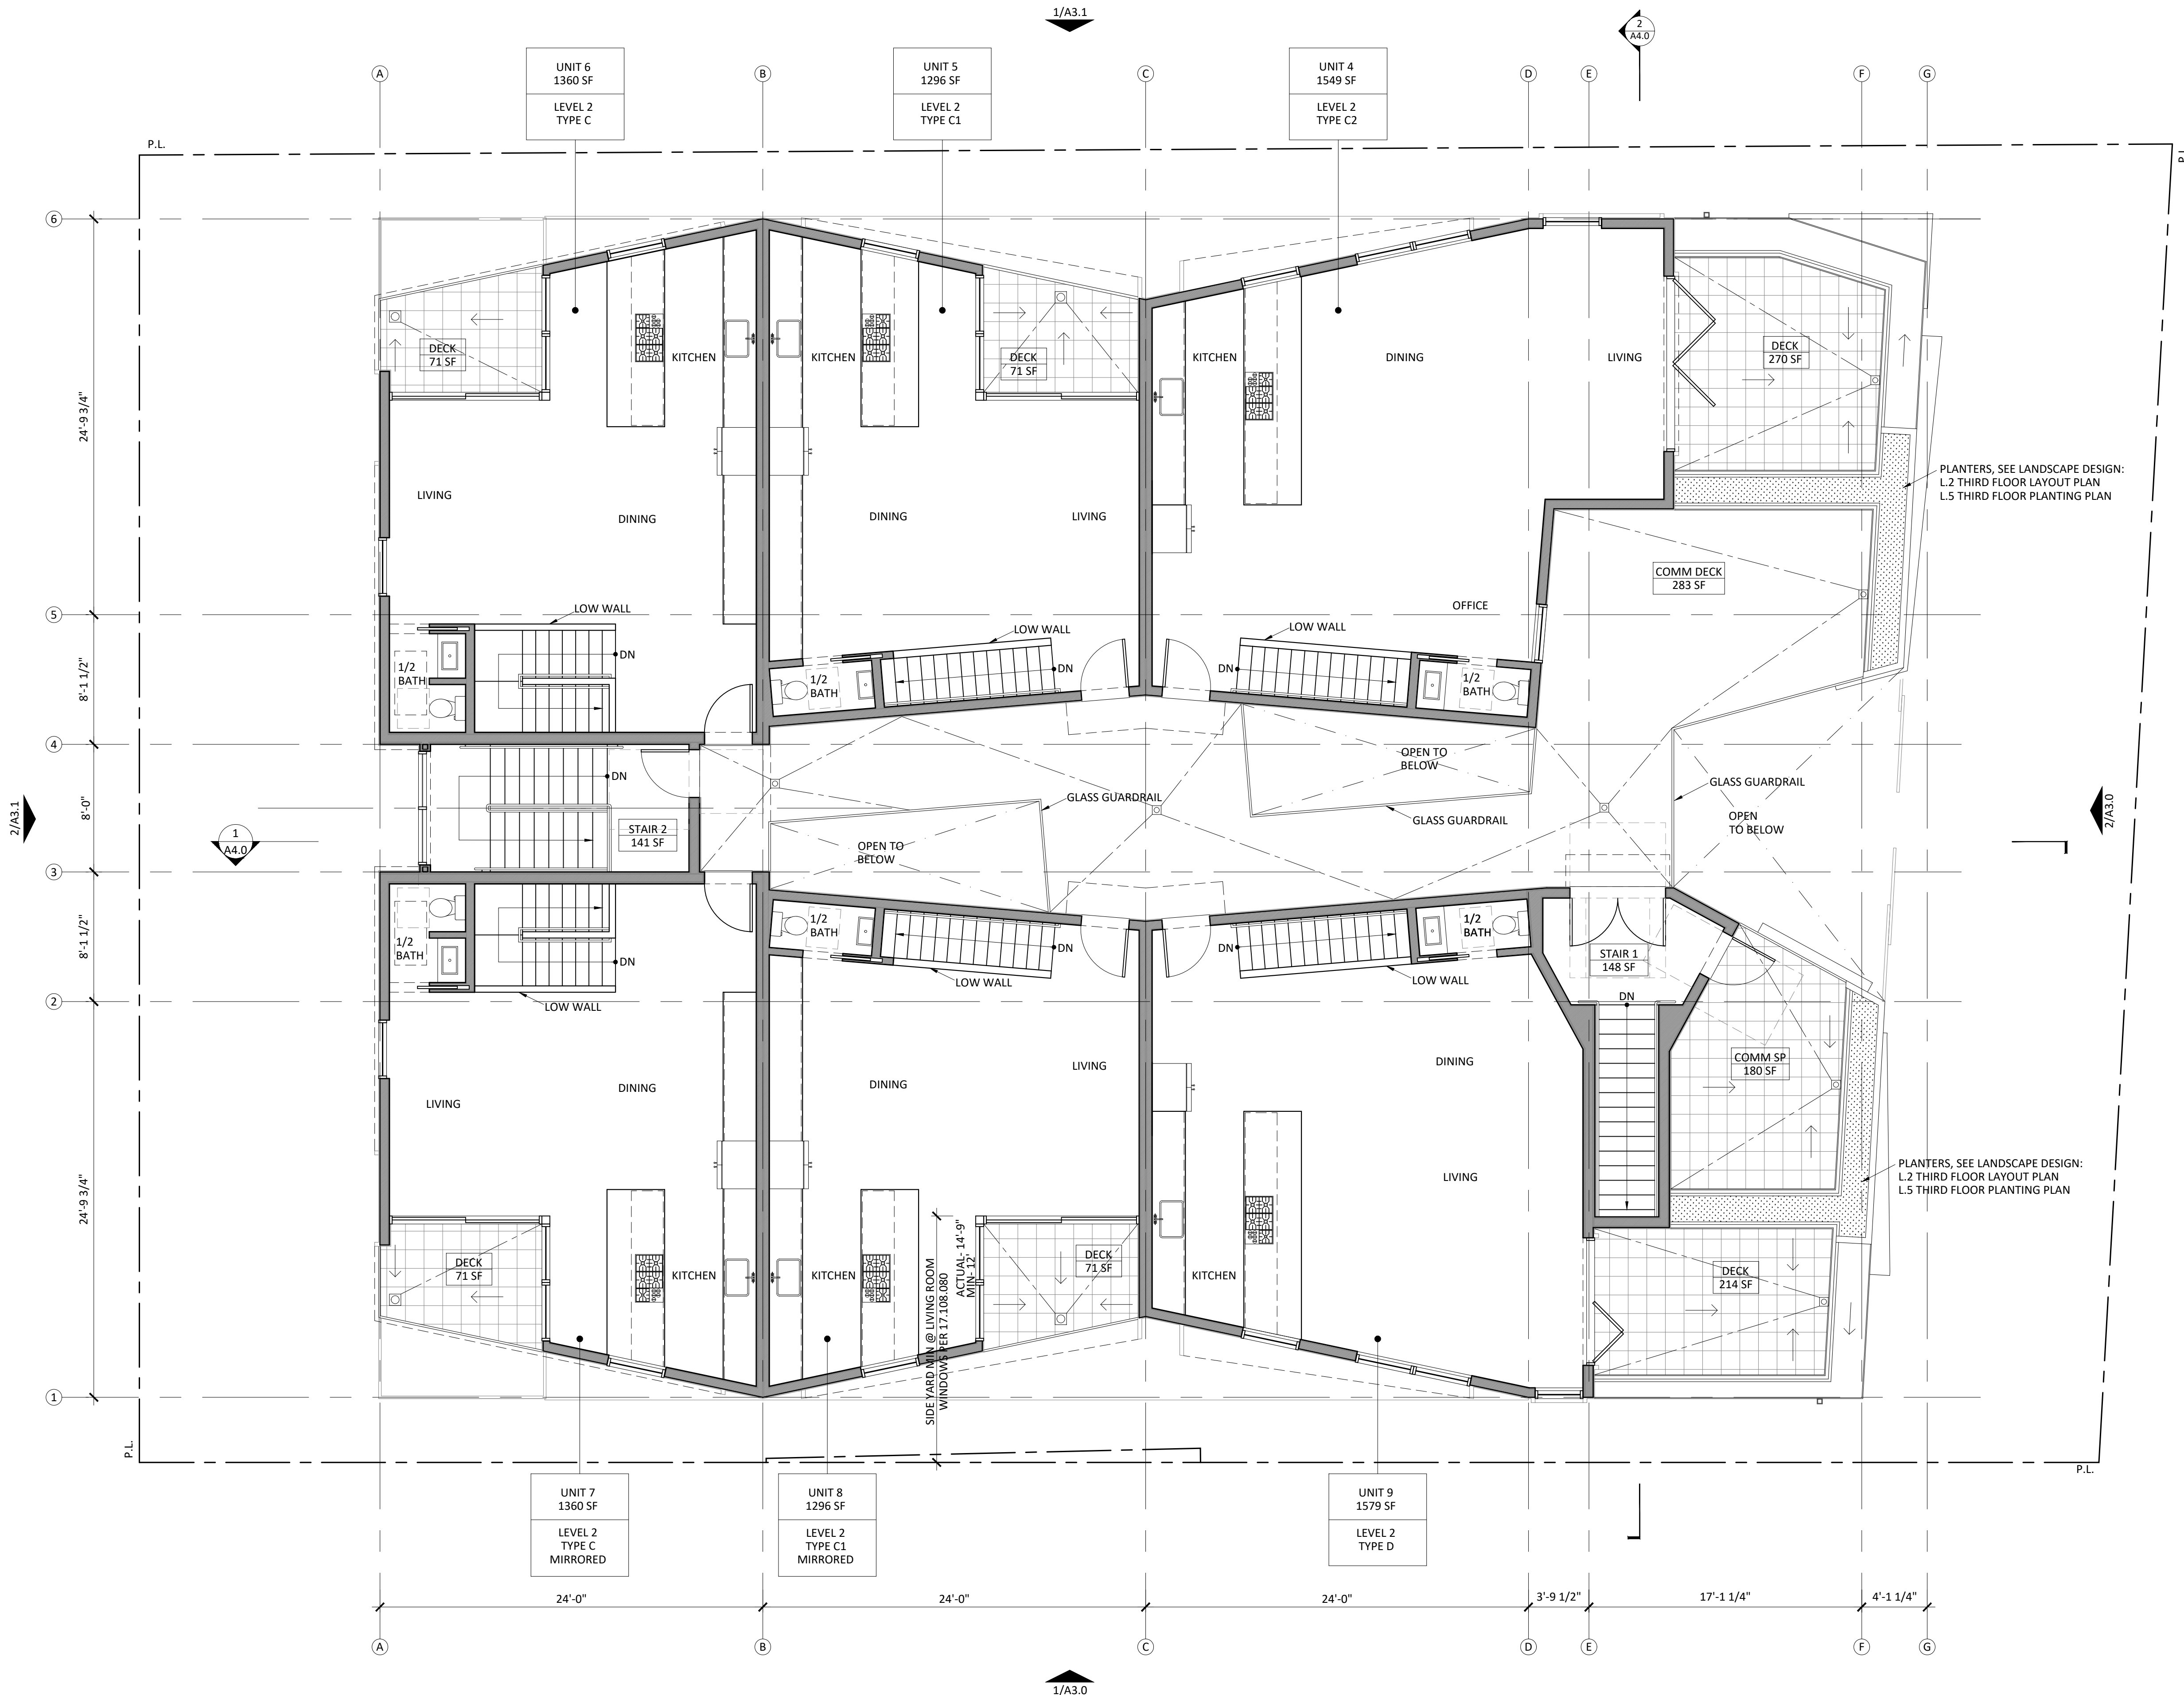 1/A3.1
2
A4.0
UNIT 6
1360 SF
LEVEL 2
TYPE C
UNIT 5
1296 SF
LEVEL 2
TYPE C1
UNIT 4
1549 SF
LEVEL 2
TYPE C2
A
B
C
D
E
F
G
P.L.
P.L.
6
KITCHEN
KITCHEN
KITCHEN
DINING
LIVING
DECK
71 SF
DECK
71 SF
DECK
270 SF
24'-9 3/4"
LIVING
DINING
DINING
LIVING
PLANTERS, SEE LANDSCAPE DESIGN:
L.2 THIRD FLOOR LAYOUT PLAN
L.5 THIRD FLOOR PLANTING PLAN
COMM DECK
283 SF
OFFICE
5
LOW WALL
LOW WALL
LOW WALL
8'-1 1/2"
1/2
BATH
DN
1/2
BATH
DN
DN
1/2
BATH
4
DN
OPEN TO
BELOW
GLASS GUARDRAIL
GLASS GUARDRAIL
GLASS GUARDRAIL
OPEN
TO BELOW
2/A3.1
8'-0"
1
A4.0
STAIR 2
141 SF
OPEN TO
BELOW
2/A3.0
3
8'-1 1/2"
1/2
BATH
DN
1/2
BATH
DN
DN
1/2
BATH
STAIR 1
148 SF
DN
2
LOW WALL
LOW WALL
LOW WALL
LIVING
DINING
DINING
LIVING
DINING
COMM SP
180 SF
24'-9 3/4"
LIVING
PLANTERS, SEE LANDSCAPE DESIGN:
L.2 THIRD FLOOR LAYOUT PLAN
L.5 THIRD FLOOR PLANTING PLAN
DECK
71 SF
KITCHEN
KITCHEN
SIDE YARD MIN @ LIVING ROOM
WINDOWS PER 17.108.080
ACTUAL- 14'-9"
MIN- 12'
DECK
71 SF
KITCHEN
DECK
214 SF
1
P.L.
P.L.
UNIT 7
1360 SF
LEVEL 2
TYPE C
MIRRORED
UNIT 8
1296 SF
LEVEL 2
TYPE C1
MIRRORED
UNIT 9
1579 SF
LEVEL 2
TYPE D
24'-0"
24'-0"
24'-0"
3'-9 1/2"
17'-1 1/4"
4'-1 1/4"
A
B
C
D
E
F
G
1/A3.0